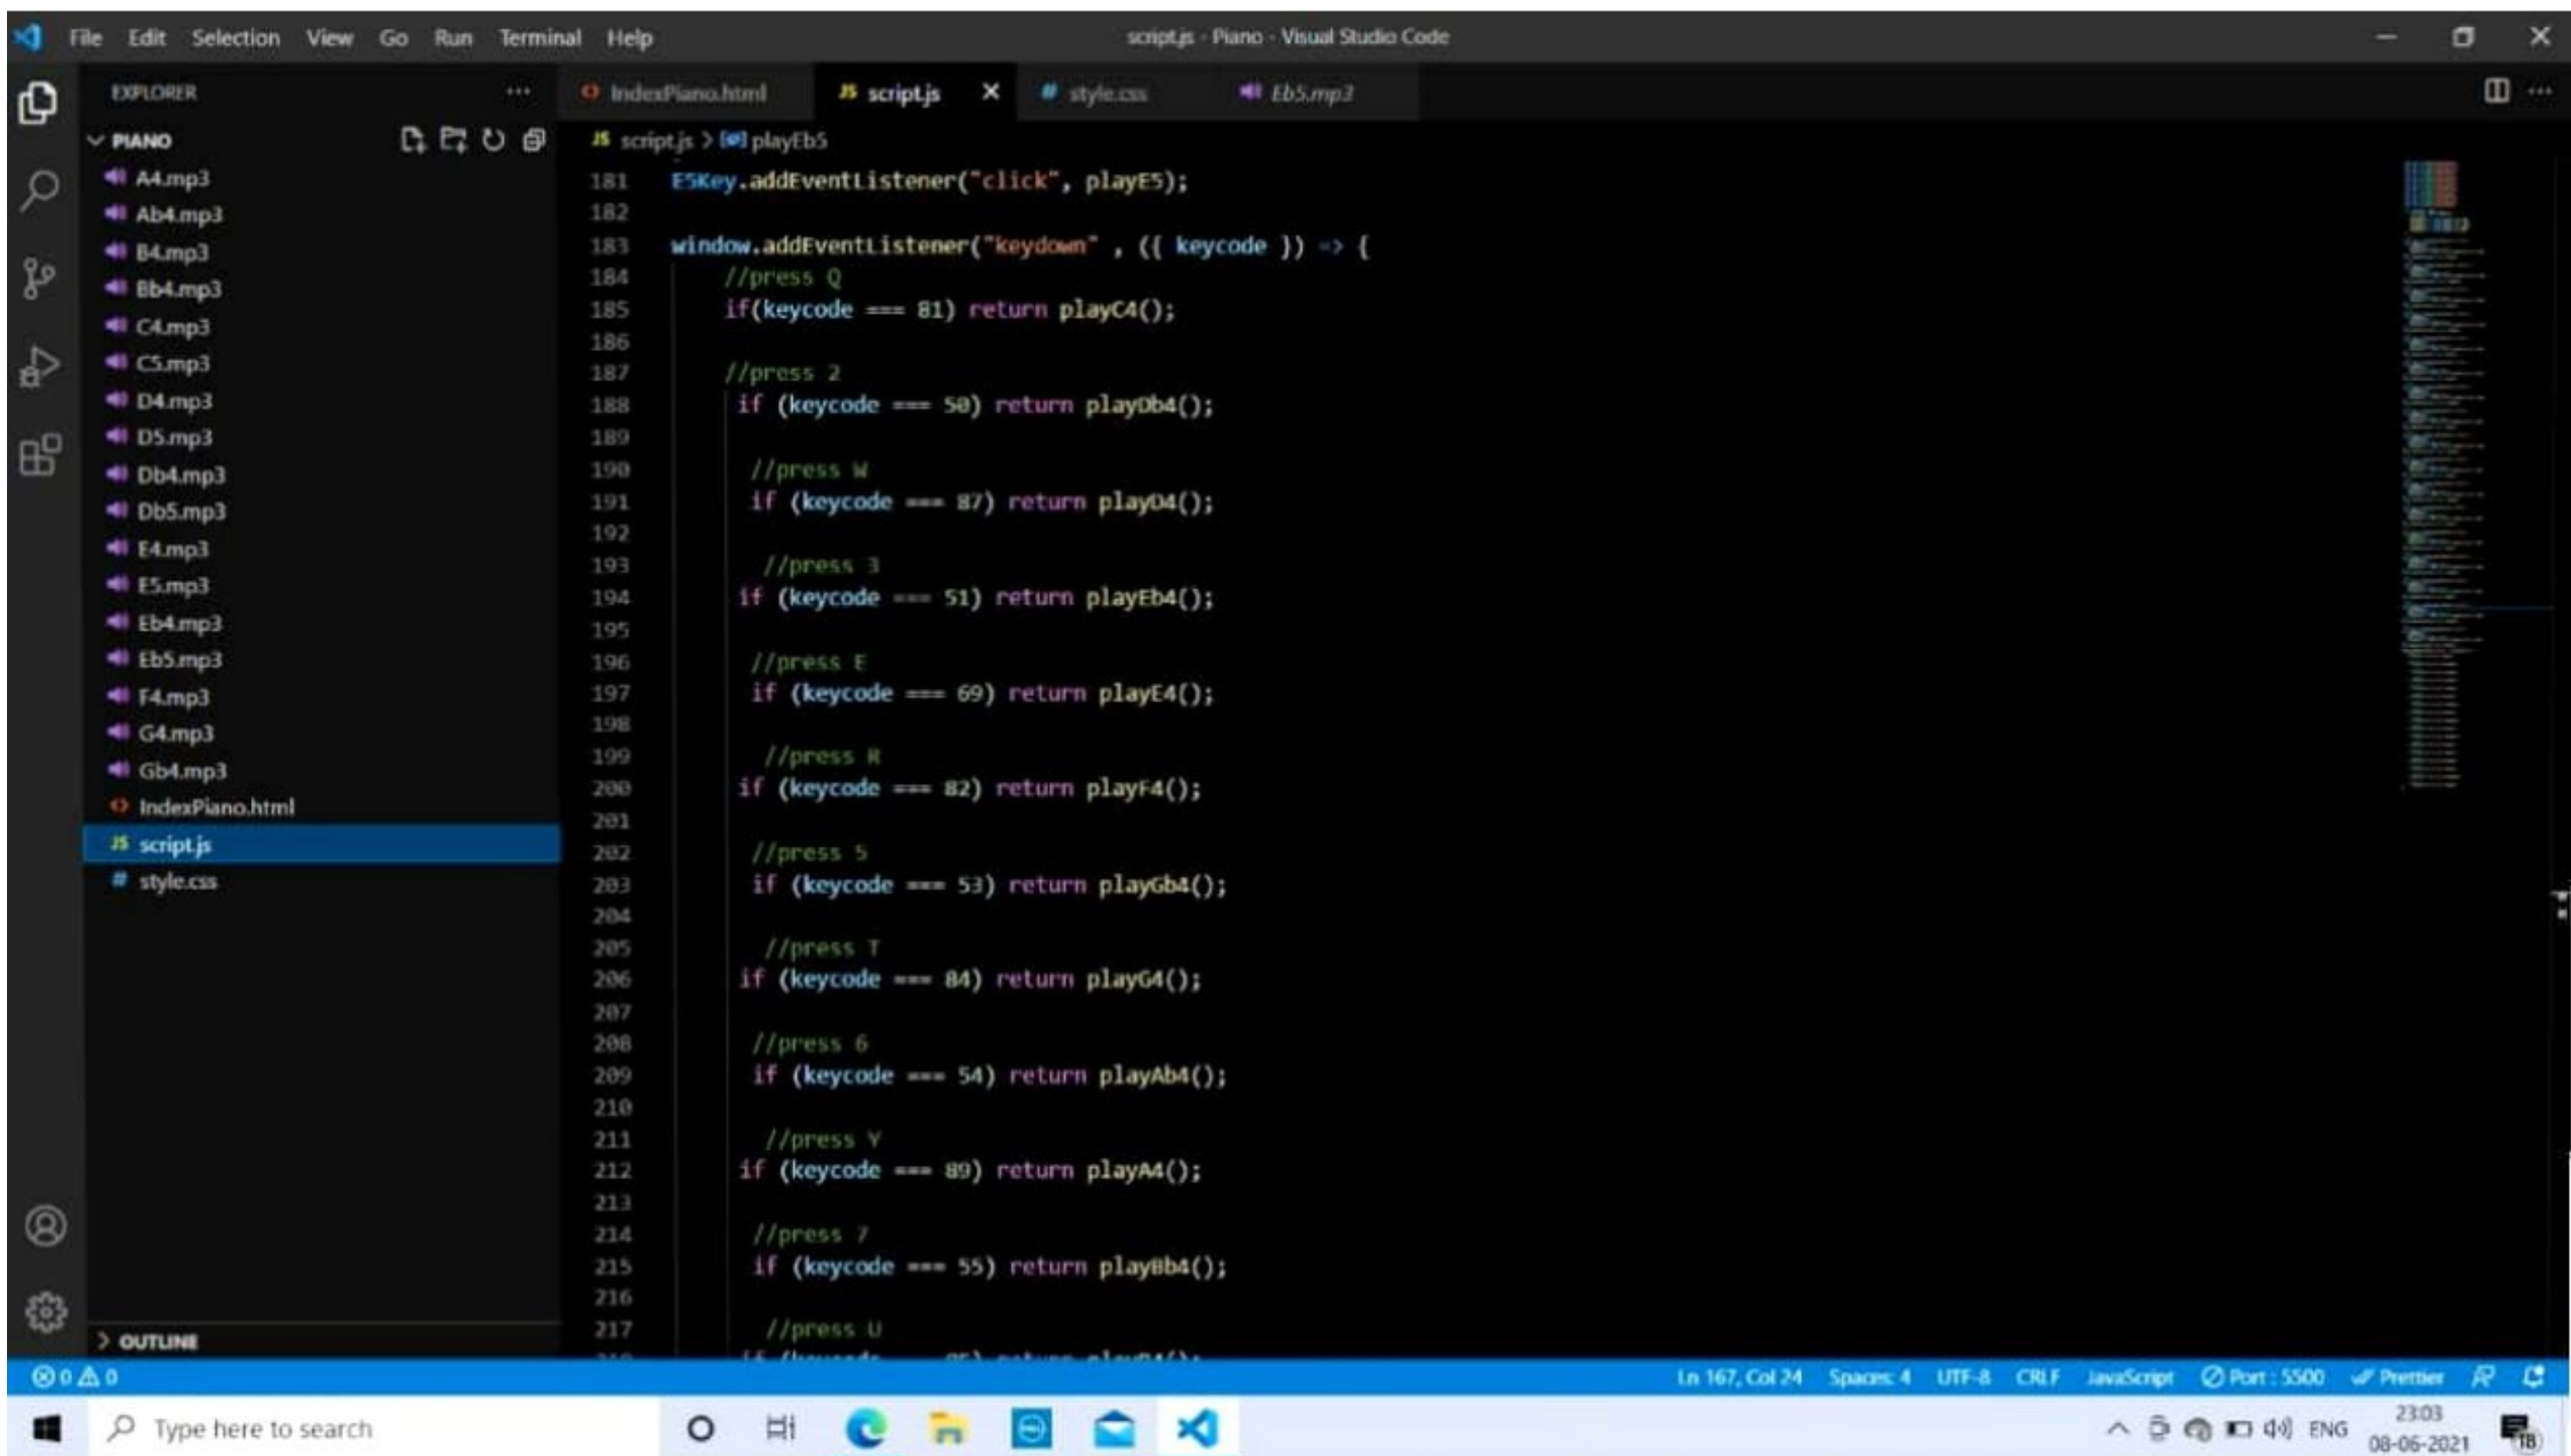 File Edit Selection View Go Run Terminal Help
script.js - Piano - Visual Studio Code
EXPLORER
IndexPiano.html
JS script.js
# style.css
Eb5.mp3
PIANO
JS script.js > playEb5
A4.mp3
Ab4.mp3
B4.mp3
Bb4.mp3
C4.mp3
C5.mp3
D4.mp3
D5.mp3
Db4.mp3
Db5.mp3
E4.mp3
E5.mp3
Eb4.mp3
Eb5.mp3
F4.mp3
G4.mp3
Gb4.mp3
IndexPiano.html
JS script.js
# style.css
OUTLINE
181 E5Key.addEventListener("click", playE5);
182
183 window.addEventListener("keydown" , ({ keycode }) => {
184 //press Q
185 if(keycode === 81) return playC4();
186
187 //press 2
188 if (keycode === 50) return playDb4();
189
190 //press W
191 if (keycode === 87) return playD4();
192
193 //press 3
194 if (keycode === 51) return playEb4();
195
196 //press E
197 if (keycode === 69) return playE4();
198
199 //press R
200 if (keycode === 82) return playF4();
201
202 //press 5
203 if (keycode === 53) return playGb4();
204
205 //press T
206 if (keycode === 84) return playG4();
207
208 //press 6
209 if (keycode === 54) return playAb4();
210
211 //press Y
212 if (keycode === 89) return playA4();
213
214 //press 7
215 if (keycode === 55) return playBb4();
216
217 //press U
0 0
Ln 167, Col 24 Spaces: 4 UTF-8 CRLF JavaScript Port : 5500 Prettier
Type here to search
ENG
23:03
08-06-2021
18